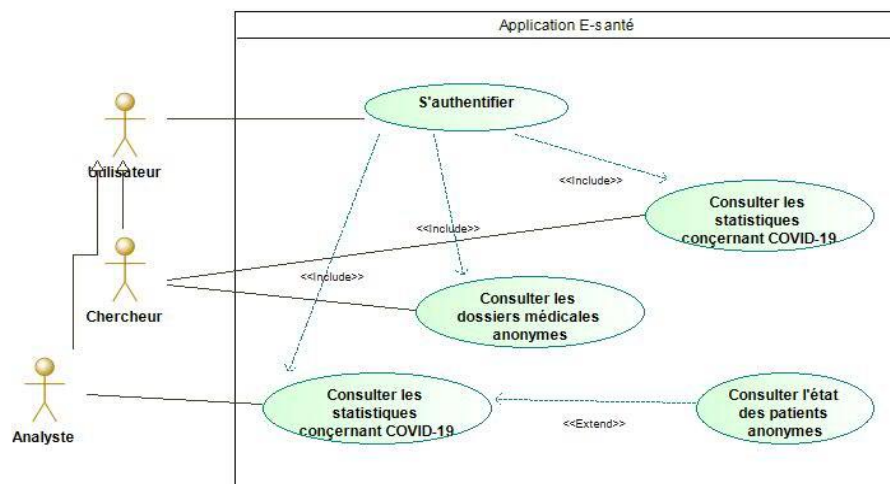 Application E-santé
S'authentifier
Utilisateur
<<Include>>
Consulter les
statistiques
conçernant COVID-19
<<Include>>
Chercheur
<<Include>>
Consulter les
dossiers médicales
anonymes
Consulter les
statistiques
conçernant COVID-19
Consulter l'état
des patients
anonymes
<<Extend>>
Analyste